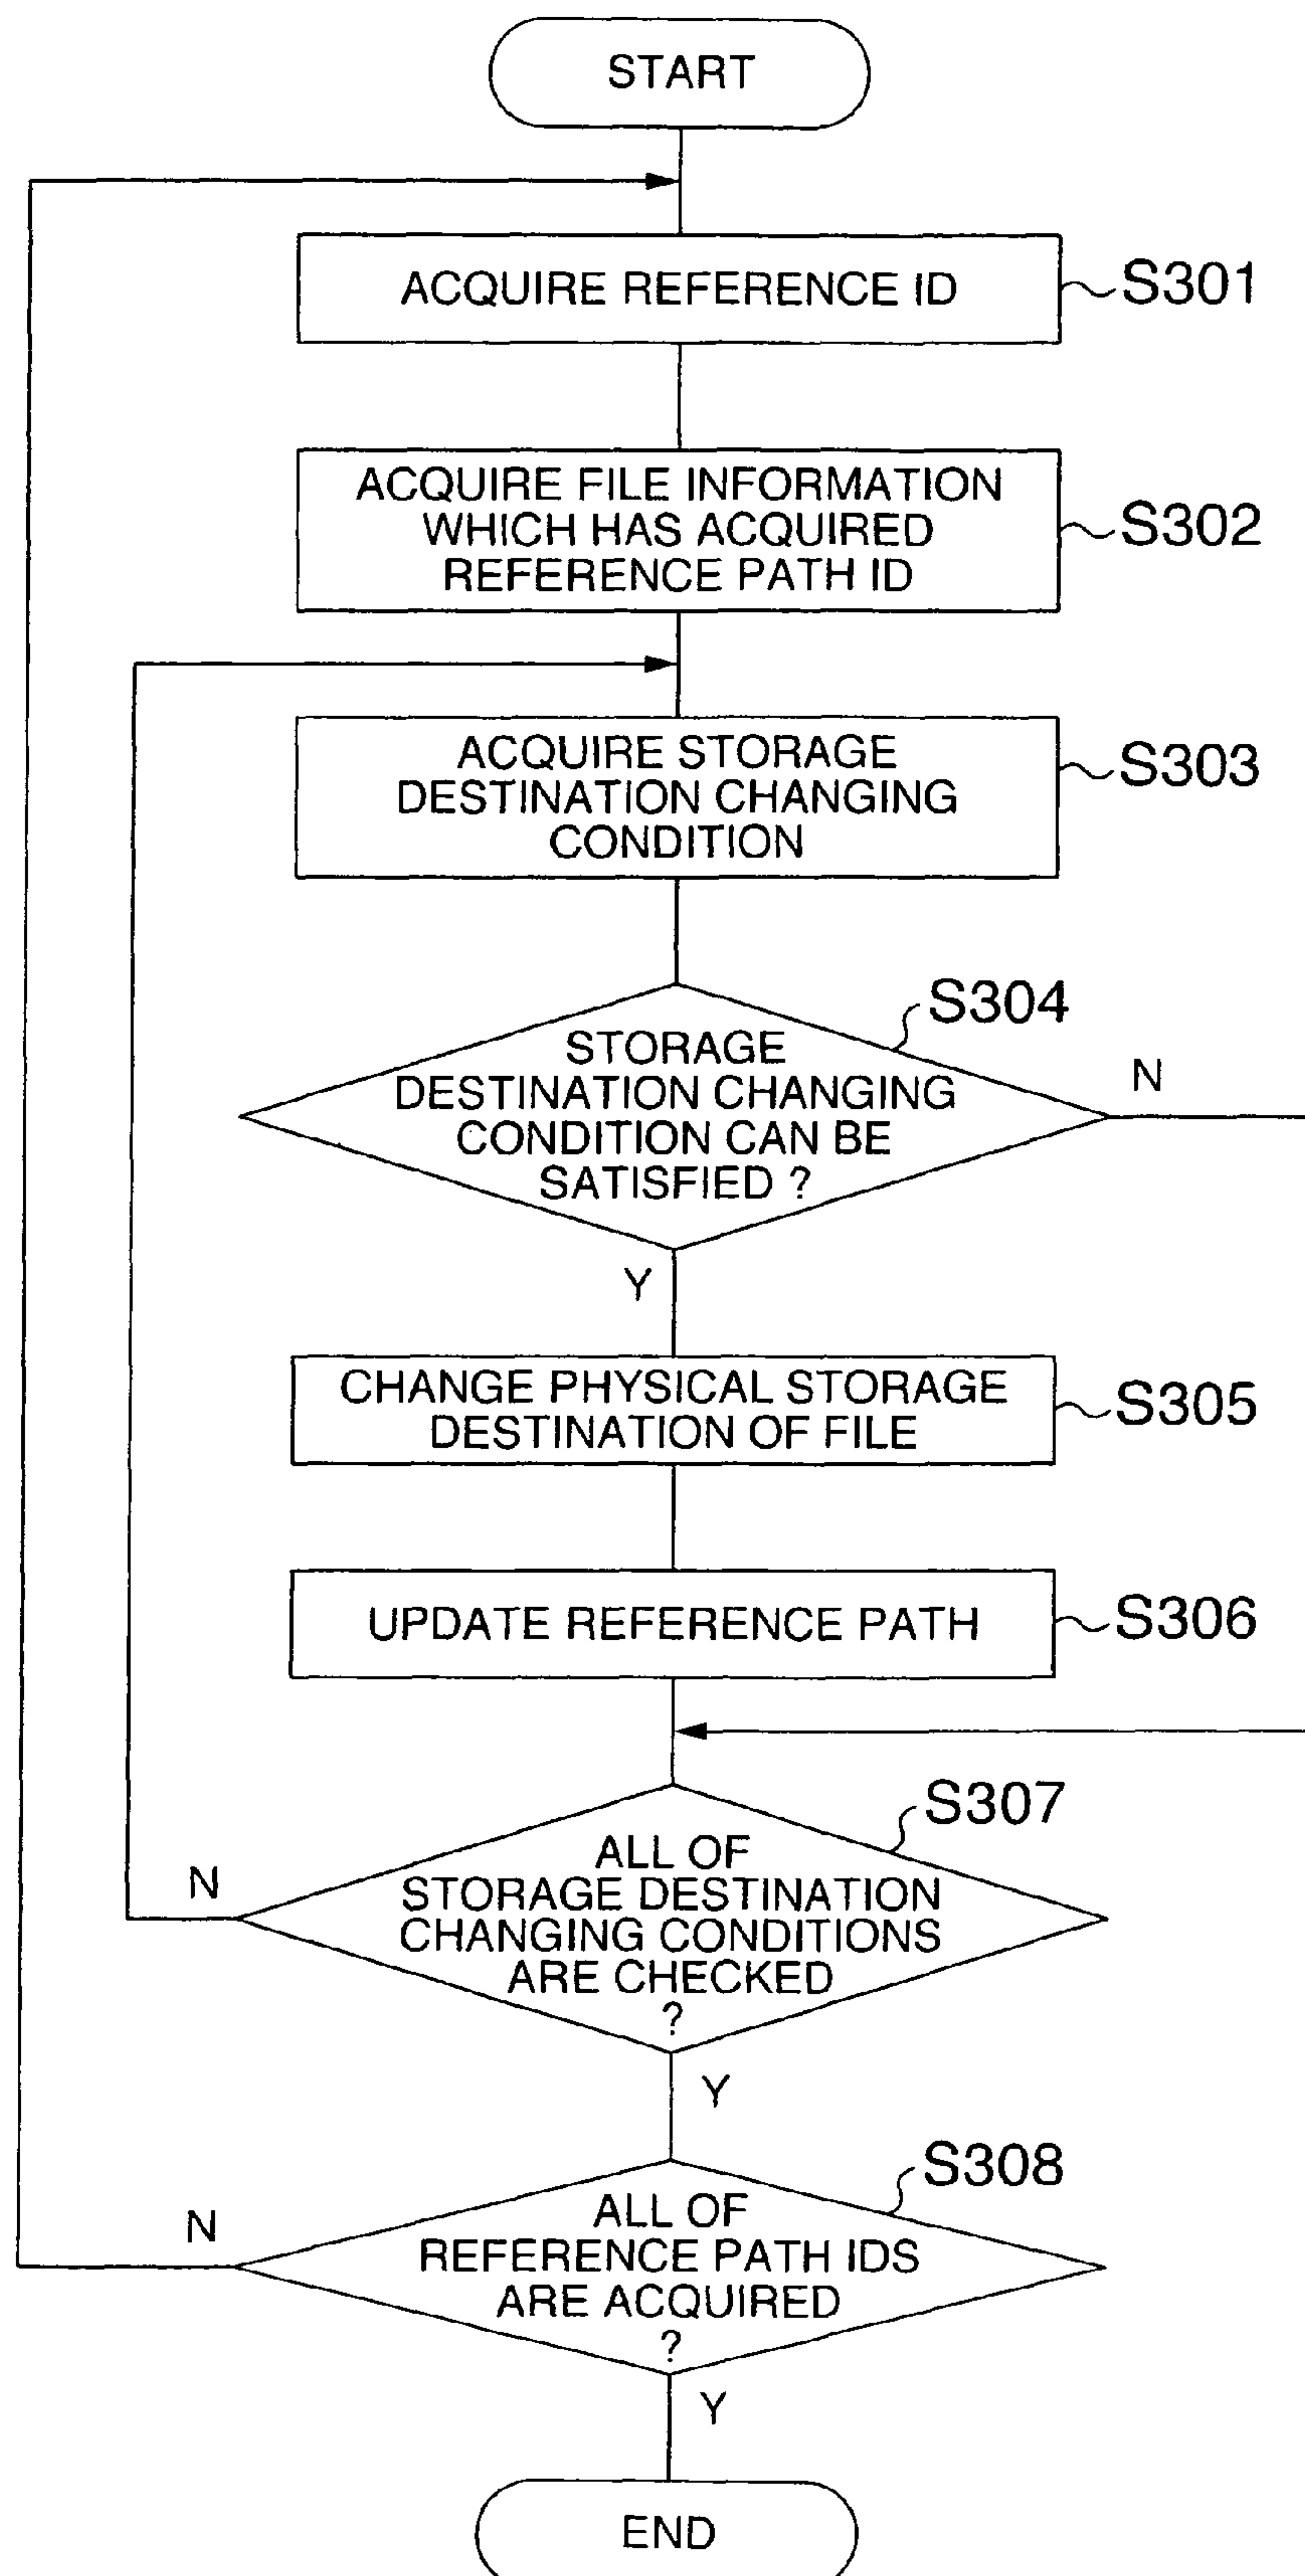 START
ACQUIRE REFERENCE ID
S301
ACQUIRE FILE INFORMATION
WHICH HAS ACQUIRED
REFERENCE PATH ID
S302
ACQUIRE STORAGE
DESTINATION CHANGING
CONDITION
S303
S304
STORAGE
DESTINATION CHANGING
CONDITION CAN BE
SATISFIED ?
N
Y
CHANGE PHYSICAL STORAGE
DESTINATION OF FILE
S305
UPDATE REFERENCE PATH
S306
S307
ALL OF
STORAGE DESTINATION
CHANGING CONDITIONS
ARE CHECKED
?
N
Y
S308
ALL OF
REFERENCE PATH IDS
ARE ACQUIRED
?
N
Y
END